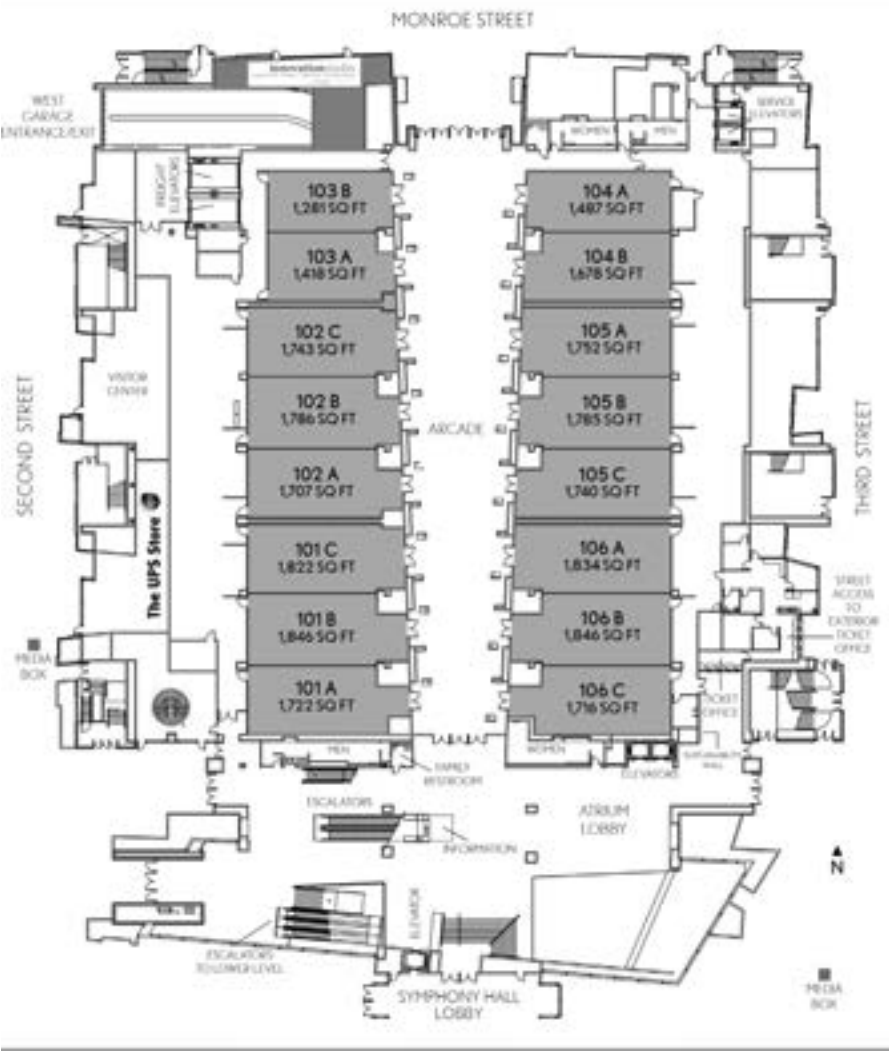 MONROE STREET
innovationstudio
WEST
GARAGE
ENTRANCE/EXIT
FREIGHT
ELEVATORS
WOMEN
MEN
SERVICE
ELEVATORS
103 B
1,281 SQ FT
104 A
1,487 SQ FT
103 A
1,418 SQ FT
104 B
1,678 SQ FT
102 C
1,743 SQ FT
105 A
1,752 SQ FT
VISITOR
CENTER
102 B
1,786 SQ FT
105 B
1,785 SQ FT
ARCADE
SECOND STREET
THIRD STREET
102 A
1,707 SQ FT
105 C
1,740 SQ FT
The UPS Store
101 C
1,822 SQ FT
106 A
1,834 SQ FT
STREET
ACCESS
TO
EXTERIOR
TICKET
OFFICE
101 B
1,846 SQ FT
106 B
1,846 SQ FT
MEDIA
BOX
101 A
1,722 SQ FT
106 C
1,716 SQ FT
TICKET
OFFICE
MEN
FAMILY
RESTROOM
WOMEN
ELEVATORS
SUSTAINABILITY
WALL
ESCALATORS
INFORMATION
ATRIUM
LOBBY
N
ELEVATOR
ESCALATORS
TO LOWER LEVEL
SYMPHONY HALL
LOBBY
MEDIA
BOX